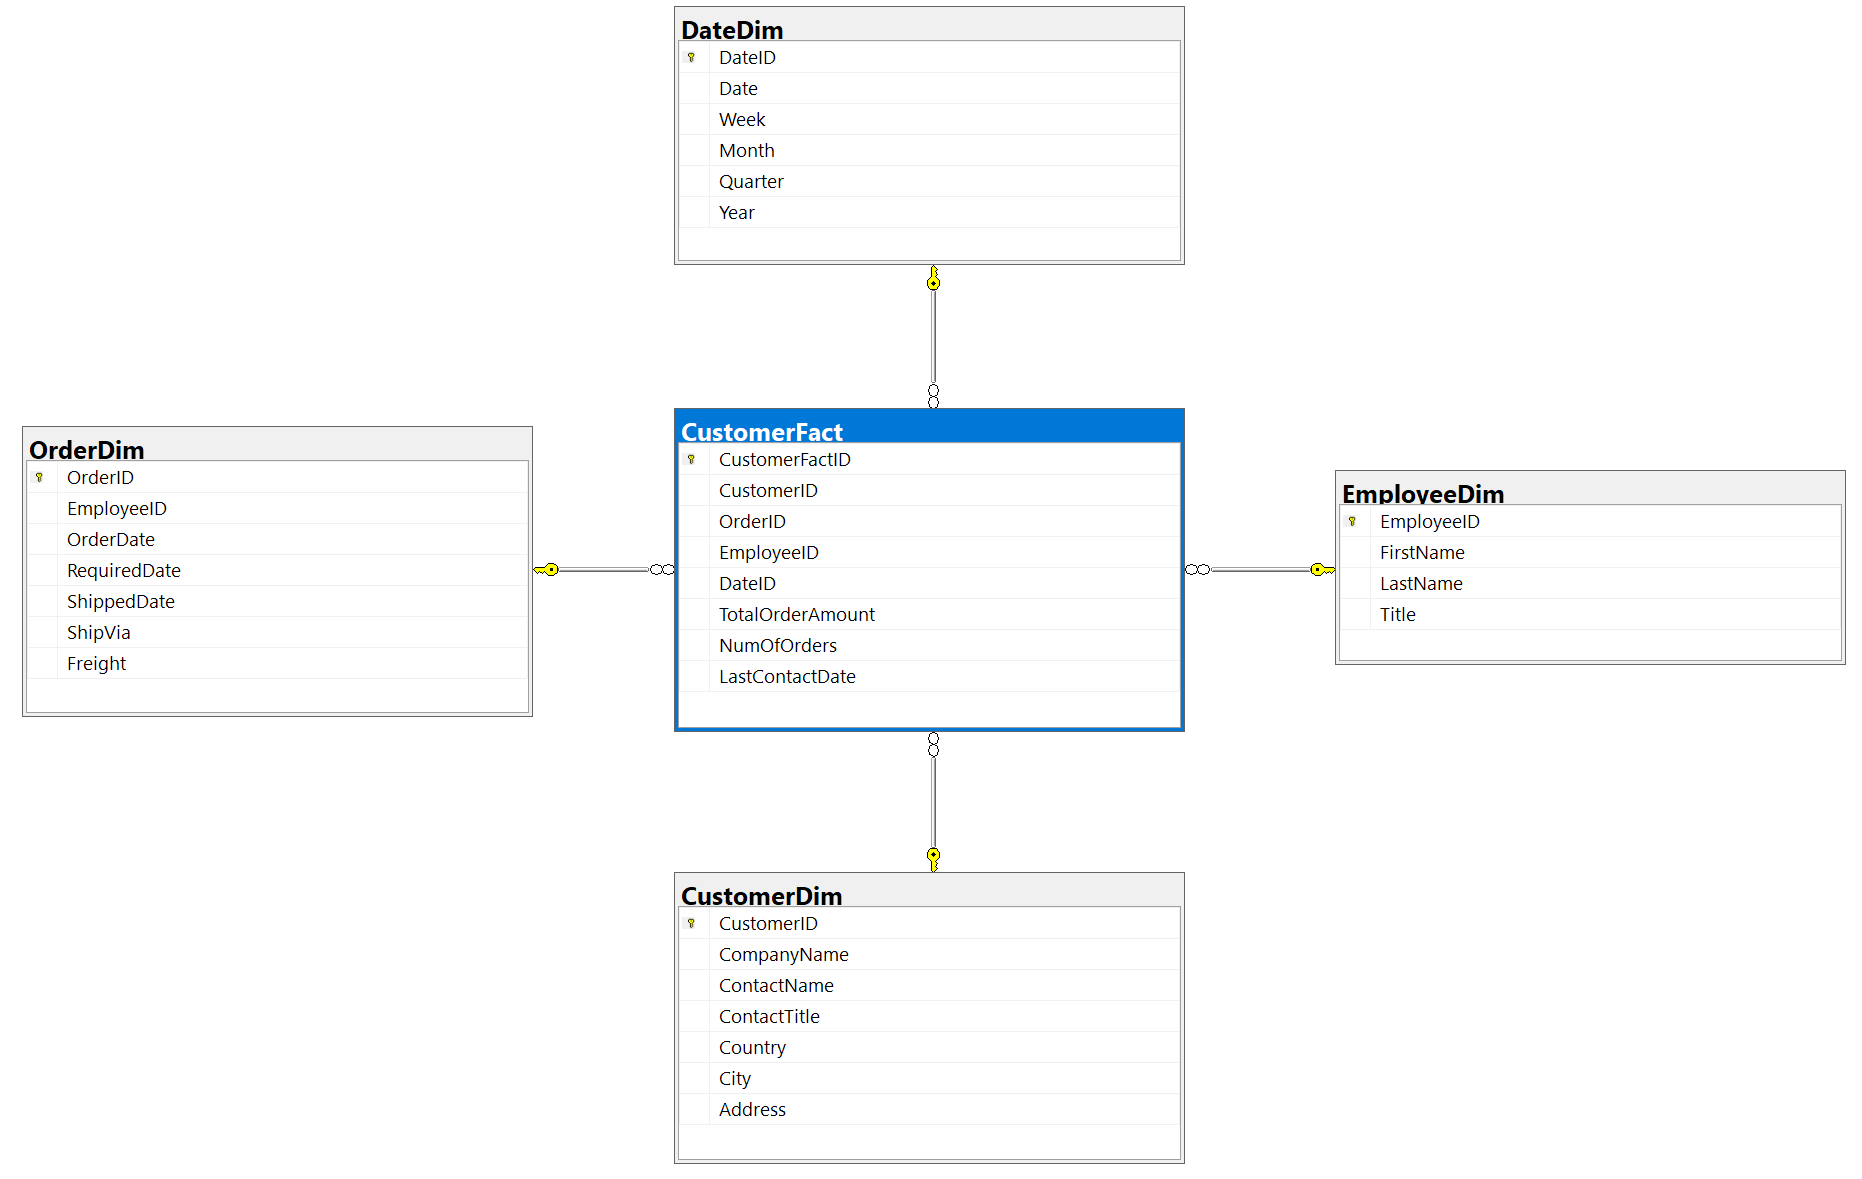 DateDim
DateID
Date
Week
Month
Quarter
Year
OrderDim
OrderID
EmployeeID
OrderDate
RequiredDate
ShippedDate
ShipVia
Freight
CustomerFact
CustomerFactID
CustomerID
OrderID
EmployeeID
DateID
TotalOrderAmount
NumOfOrders
LastContactDate
EmployeeDim
EmployeeID
FirstName
LastName
Title
CustomerDim
CustomerID
CompanyName
ContactName
ContactTitle
Country
City
Address